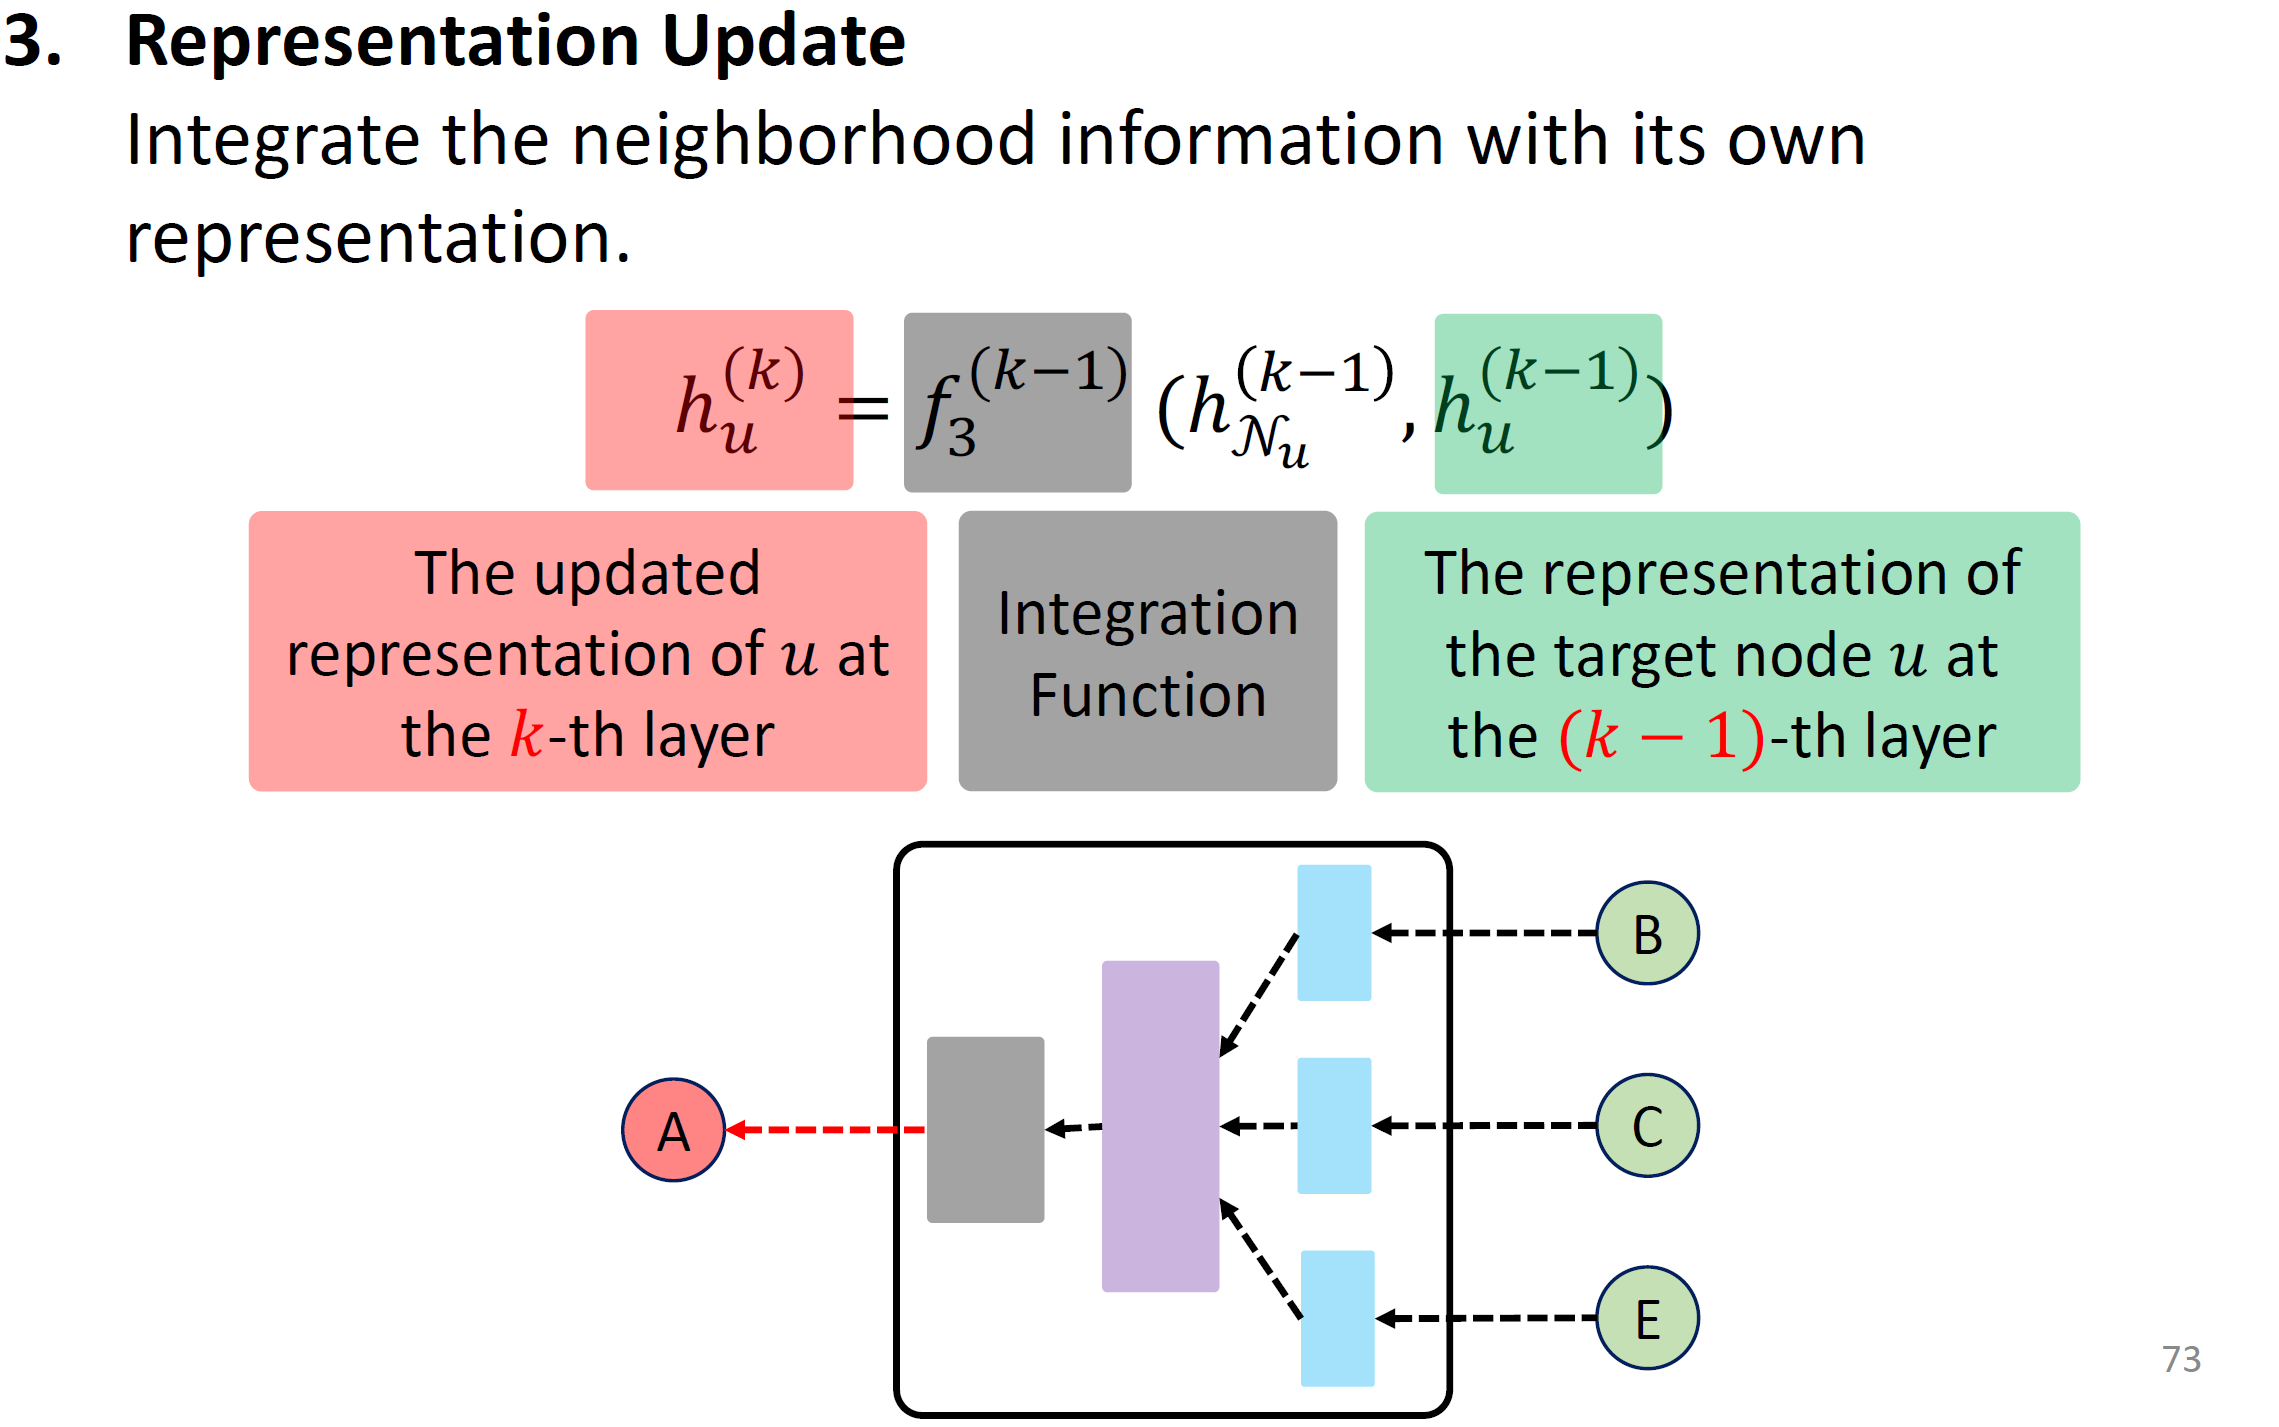 3. Representation Update
Integrate the neighborhood information with its own
representation.
h_u^{(k)} = f_3^{(k−1)} (h_{𝒩_u}^{(k−1)}, h_u^{(k−1)})
The updated
representation of u at
the k-th layer
Integration
Function
The representation of
the target node u at
the (k − 1)-th layer
B
A
C
E
73